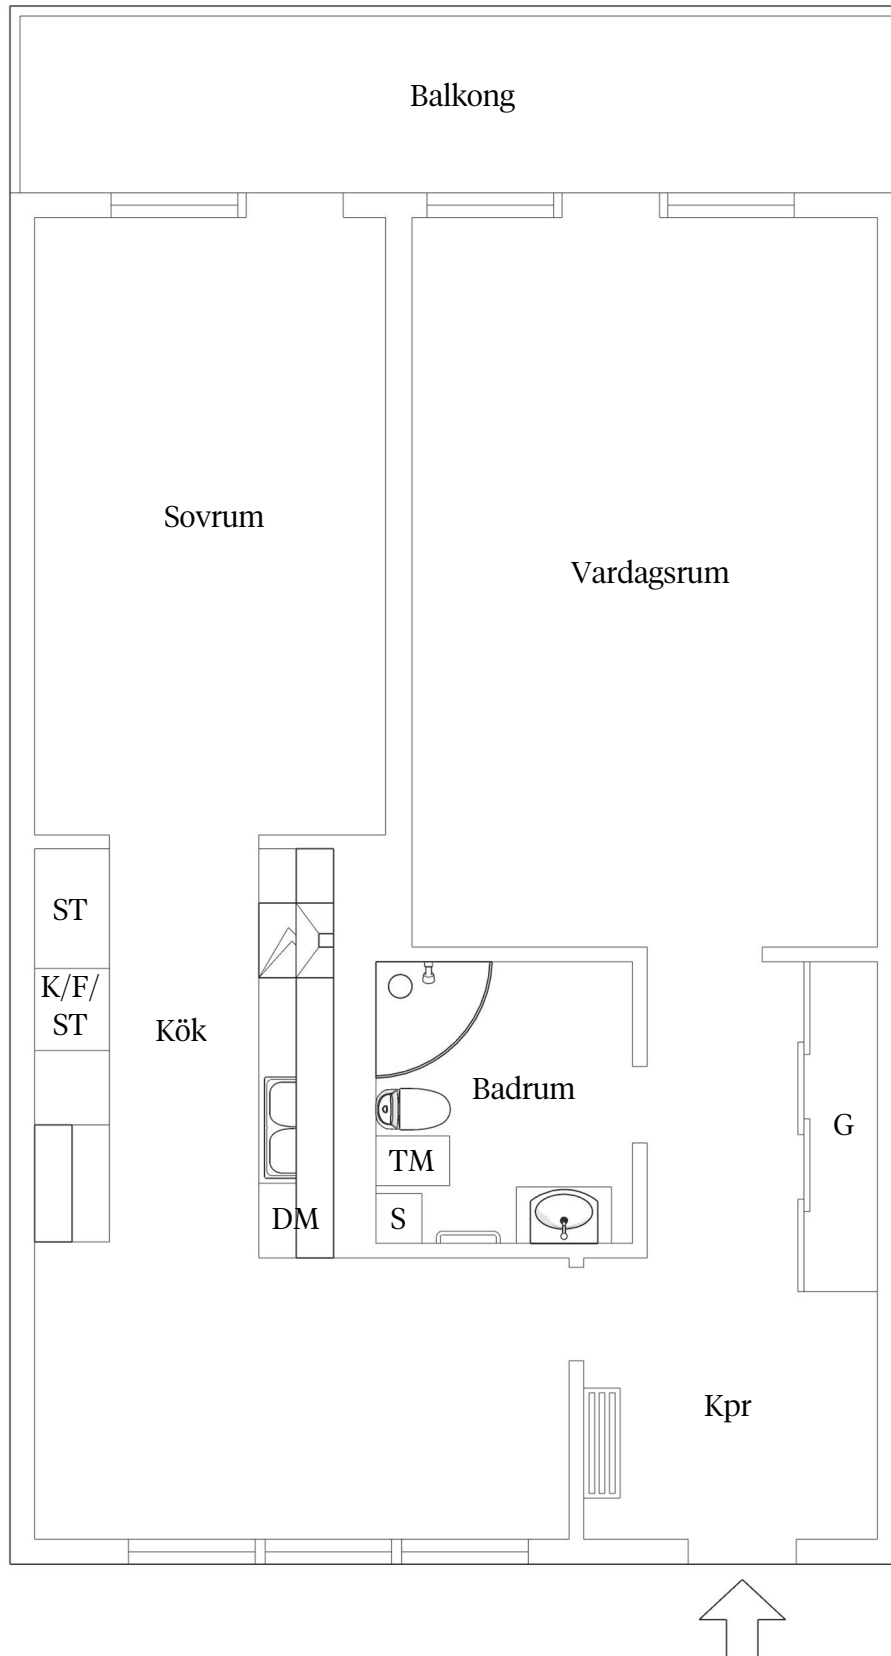 Balkong
Sovrum
Vardagsrum
ST
K/F/
ST
Kök
Badrum
TM
G
DM
S
Kpr